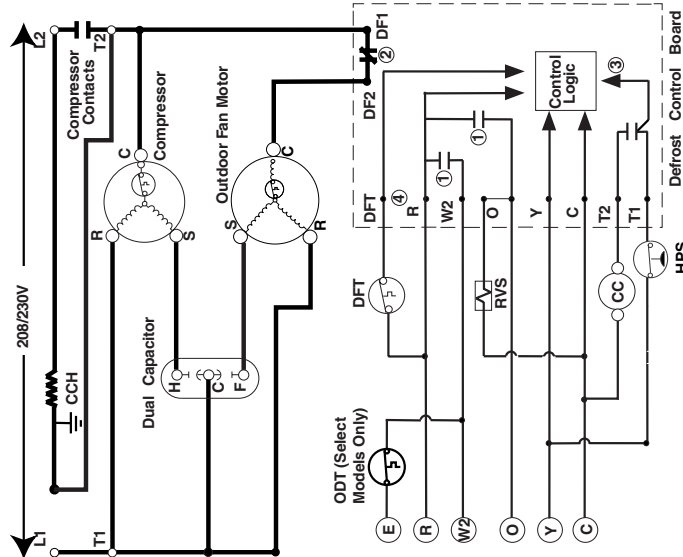 208/230V
L1
L2
CCH
Compressor
Contacts
T2
T1
R
C
Compressor
S
Outdoor Fan Motor
DF2
DF1
2
S
C
R
Dual Capacitor
H
C
F
ODT (Select
Models Only)
DFT
DFT
4
R
W2
O
Y
C
T2
T1
1
1
Control
Logic
3
RVS
CC
HPS
E
R
W2
O
Y
C
Defrost Control Board